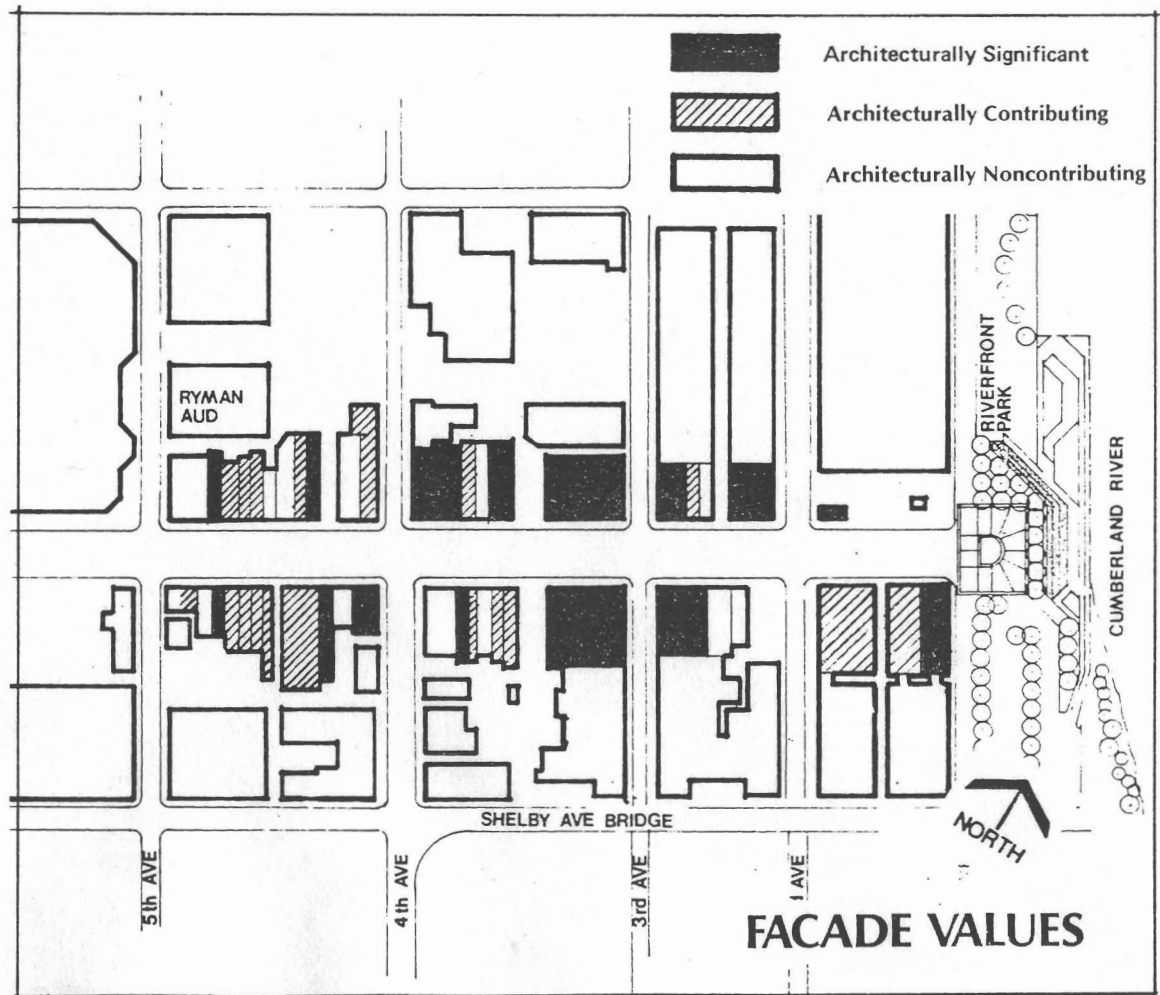 Architecturally Significant
Architecturally Contributing
Architecturally Noncontributing
RYMAN
AUD
RIVERFRONT
PARK
CUMBERLAND RIVER
SHELBY AVE BRIDGE
NORTH
5th AVE
4th AVE
3rd AVE
AVE
FACADE VALUES